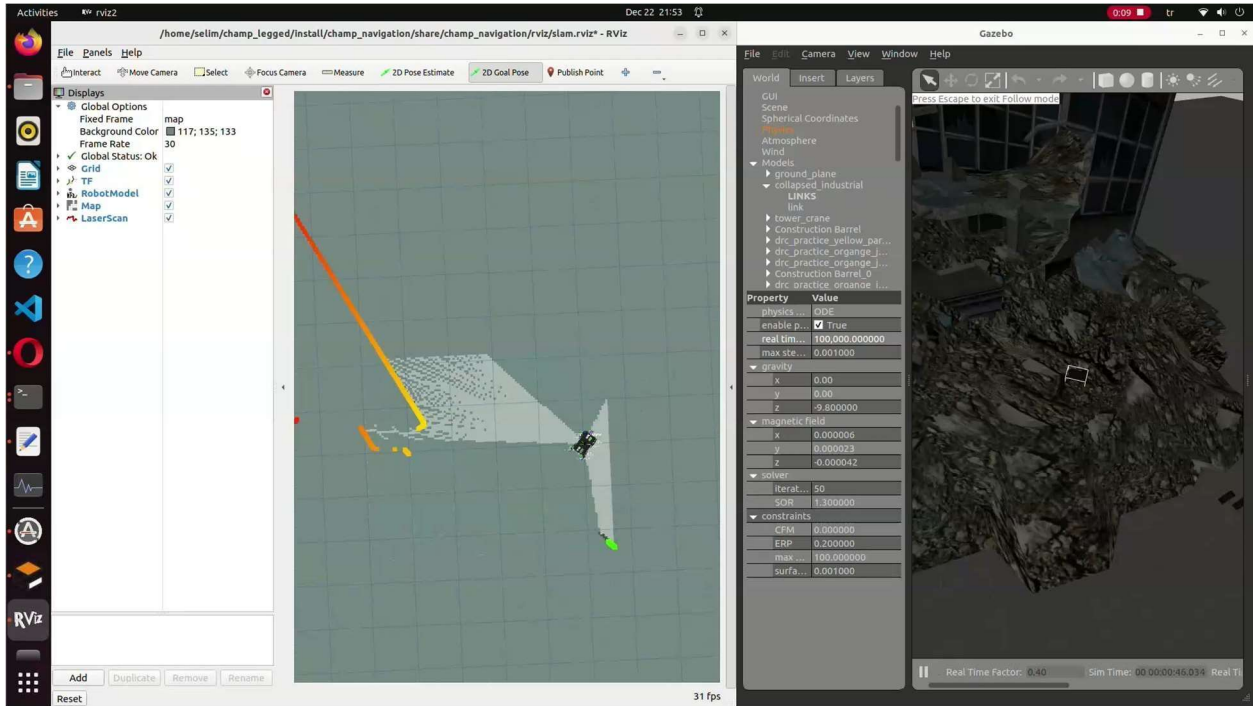 Activities
rviz2
Dec 22 21:53
0:09
tr
/home/selim/champ_legged/install/champ_navigation/share/champ_navigation/rviz/slam.rviz* - RViz
File Panels Help
Interact
Move Camera
Select
Focus Camera
Measure
2D Pose Estimate
2D Goal Pose
Publish Point
Displays
Global Options
Fixed Frame map
Background Color 117; 135; 133
Frame Rate 30
Global Status: Ok
Grid
TF
RobotModel
Map
LaserScan
Add
Duplicate
Remove
Rename
Reset
31 fps
RViz
Gazebo
File Edit Camera View Window Help
World Insert Layers
GUI
Scene
Spherical Coordinates
Physics
Atmosphere
Wind
Models
ground_plane
collapsed_industrial
LINKS
link
tower_crane
Construction Barrel
drc_practice_yellow_par...
drc_practice_organge_j...
drc_practice_organge_j...
Construction Barrel_0
drc_practice_organge_j...
Property Value
physics ... ODE
enable p... True
real tim... 100,000.000000
max ste... 0.001000
gravity
x 0.00
y 0.00
z -9.800000
magnetic field
x 0.000006
y 0.000023
z -0.000042
solver
iterat... 50
SOR 1.300000
constraints
CFM 0.000000
ERP 0.200000
max ... 100.000000
surfa... 0.001000
Press Escape to exit Follow mode
Real Time Factor: 0.40
Sim Time: 00 00:00:46.034
Real Ti